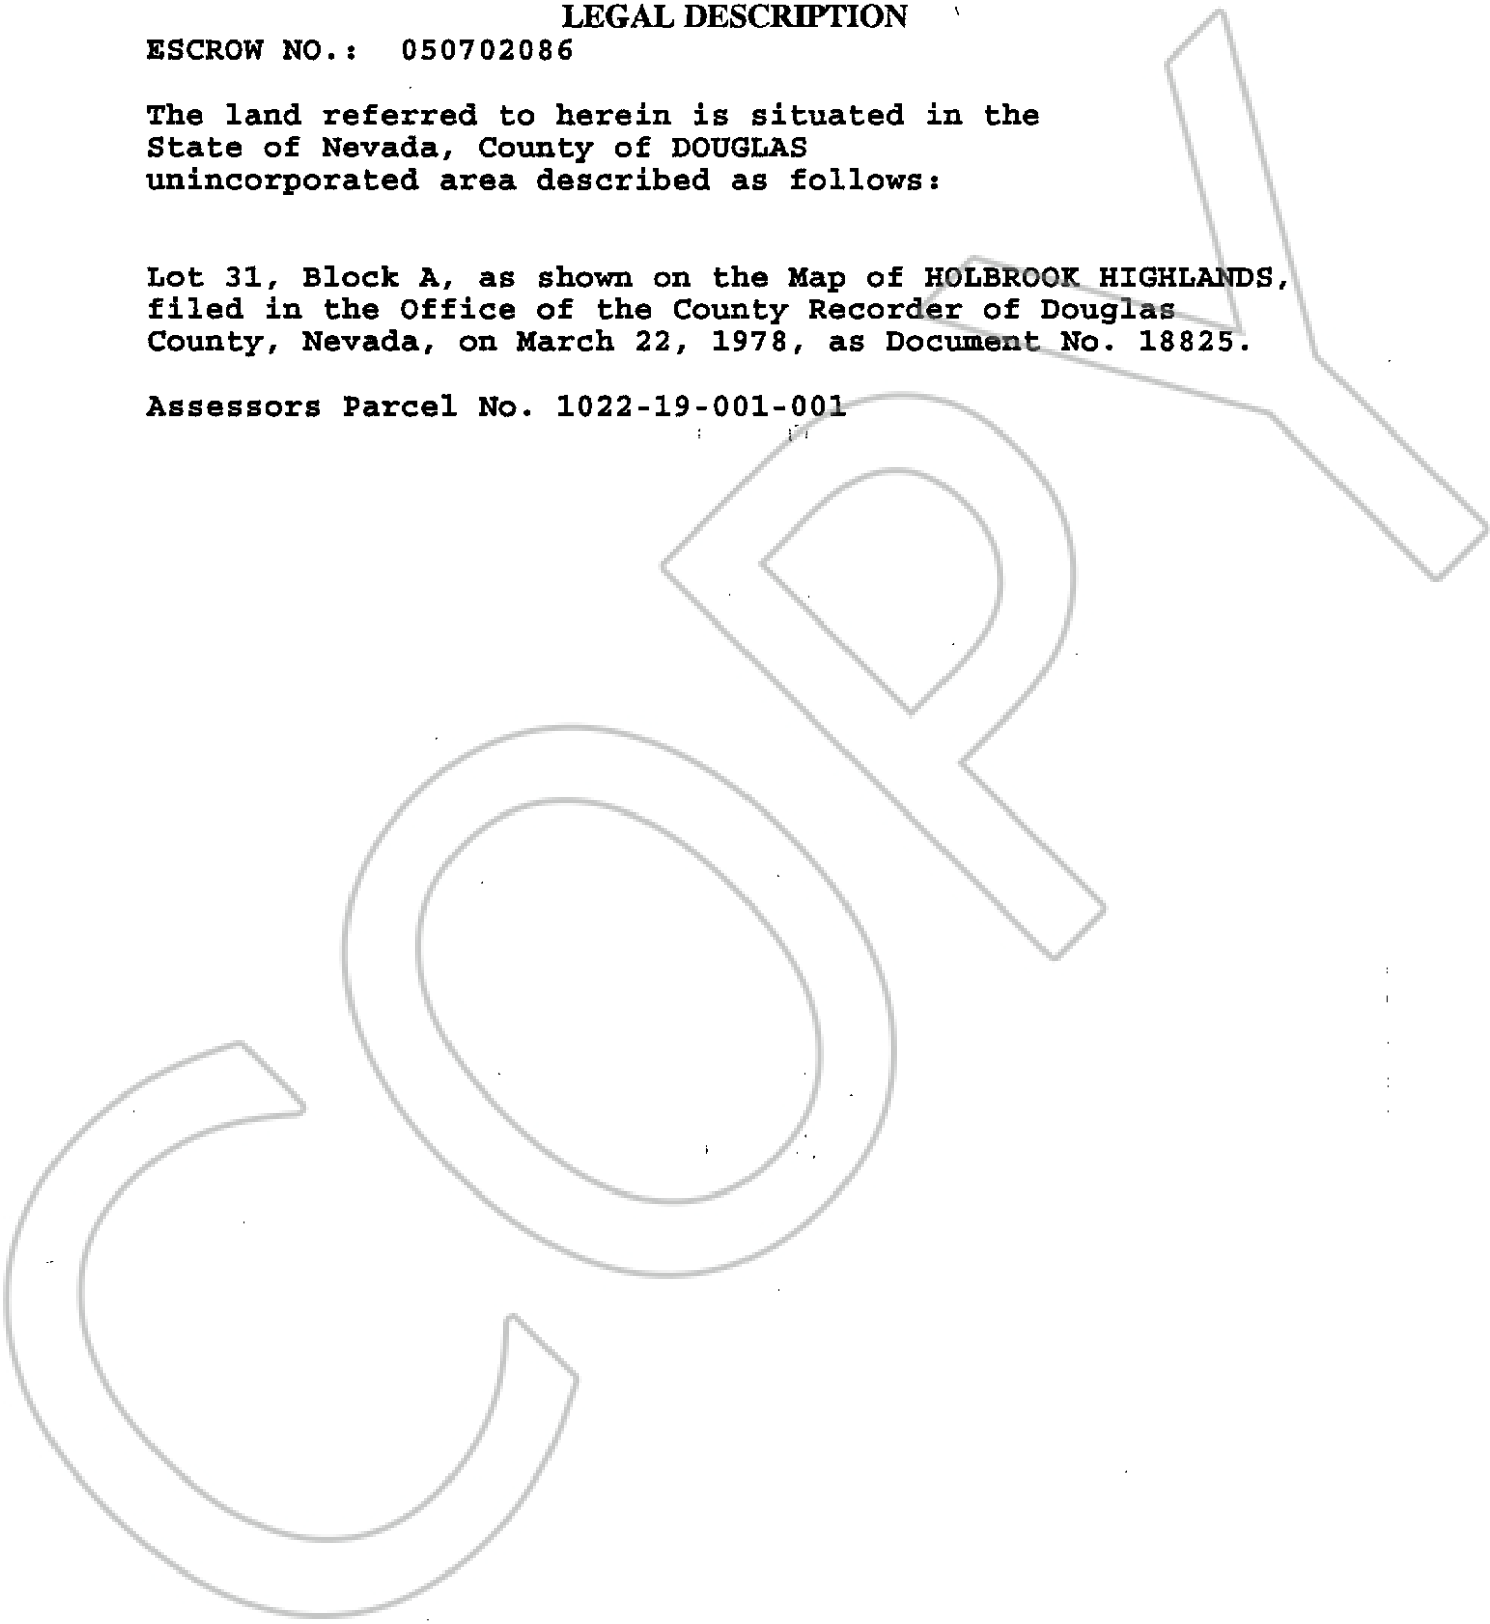 LEGAL DESCRIPTION
ESCROW NO.: 050702086
The land referred to herein is situated in the
State of Nevada, County of DOUGLAS
unincorporated area described as follows:
Lot 31, Block A, as shown on the Map of HOLBROOK HIGHLANDS,
filed in the Office of the County Recorder of Douglas
County, Nevada, on March 22, 1978, as Document No. 18825.
Assessors Parcel No. 1022-19-001-001
COPY